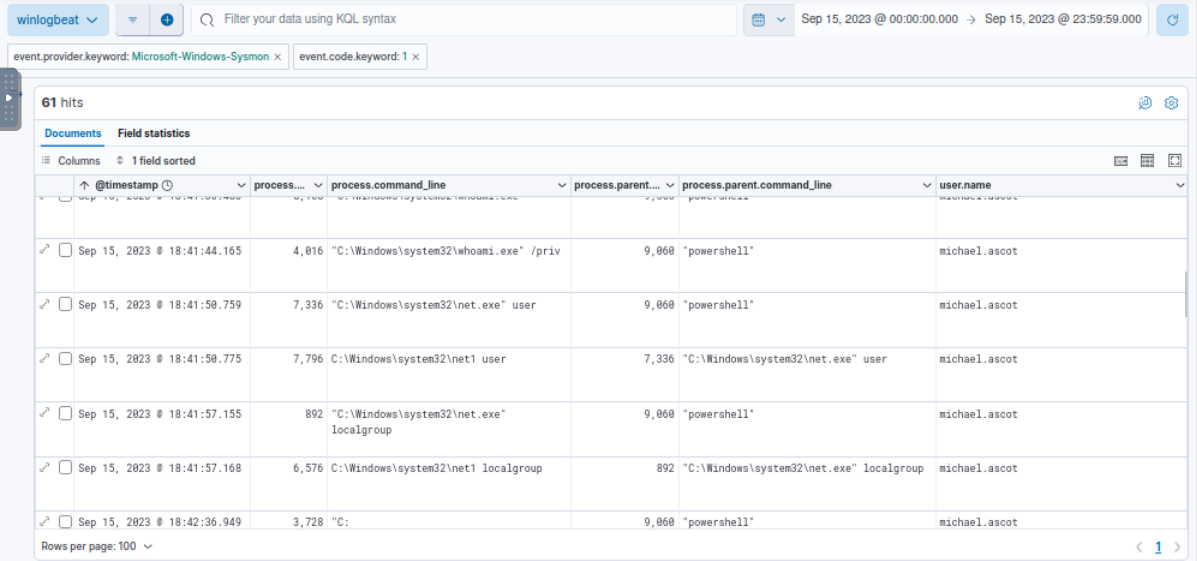 winlogbeat
Filter your data using KQL syntax
Sep 15, 2023 @ 00:00:00.000 → Sep 15, 2023 @ 23:59:59.000
event.provider.keyword: Microsoft-Windows-Sysmon ×
event.code.keyword: 1 ×
61 hits
Documents Field statistics
Columns 1 field sorted
@timestamp process.... process.command_line process.parent.... process.parent.command_line user.name
Sep 15, 2023 @ 18:41:44.165 4,016 "C:\Windows\system32\whoami.exe" /priv 9,060 "powershell" michael.ascot
Sep 15, 2023 @ 18:41:50.759 7,336 "C:\Windows\system32\net.exe" user 9,060 "powershell" michael.ascot
Sep 15, 2023 @ 18:41:50.775 7,796 C:\Windows\system32\net1 user 7,336 "C:\Windows\system32\net.exe" user michael.ascot
Sep 15, 2023 @ 18:41:57.155 892 "C:\Windows\system32\net.exe" 9,060 "powershell" michael.ascot
localgroup
Sep 15, 2023 @ 18:41:57.168 6,576 C:\Windows\system32\net1 localgroup 892 "C:\Windows\system32\net.exe" localgroup michael.ascot
Sep 15, 2023 @ 18:42:36.949 3,728 "C: 9,060 "powershell" michael.ascot
Rows per page: 100
1